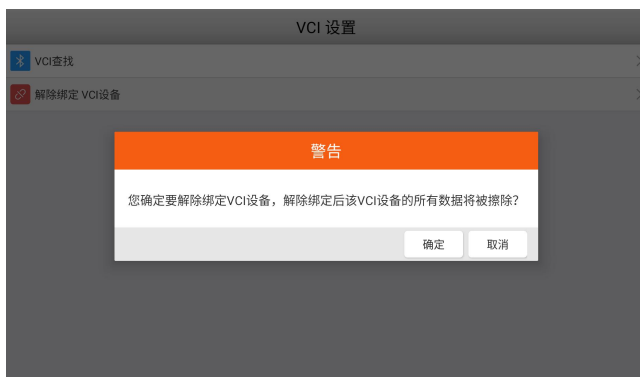 VCI 设置
VCI查找
解除绑定 VCI设备
警告
您确定要解除绑定VCI设备，解除绑定后该VCI设备的所有数据将被擦除？
确定 取消